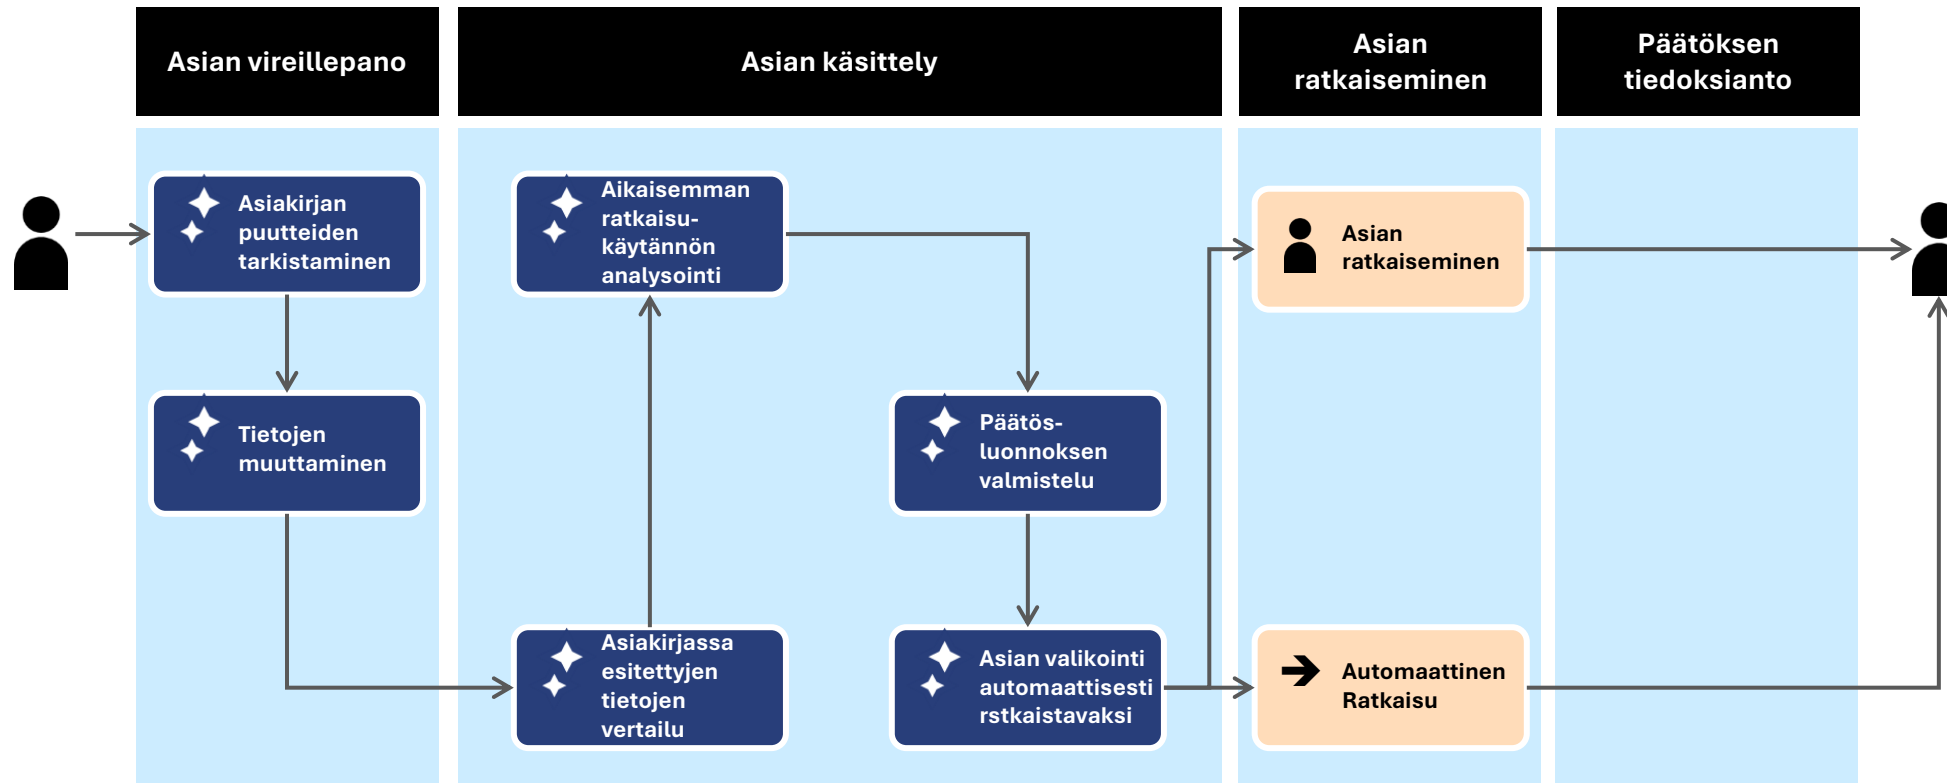 Asian vireillepano
Asian käsittely
Asian
ratkaiseminen
Päätöksen
tiedoksianto
Asiakirjan
puutteiden
tarkistaminen
Tietojen
muuttaminen
Aikaisemman
ratkaisu-
käytännön
analysointi
Asiakirjassa
esitettyjen
tietojen
vertailu
Päätös-
luonnoksen
valmistelu
Asian valikointi
automaattisesti
rstkaistavaksi
Asian
ratkaiseminen
Automaattinen
Ratkaisu